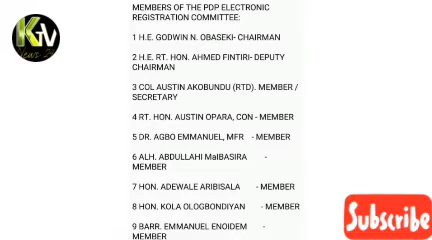 MEMBERS OF THE PDP ELECTRONIC
REGISTRATION COMMITTEE:
1 H.E. GODWIN N. OBASEKI- CHAIRMAN
2 H.E. RT. HON. AHMED FINTIRI- DEPUTY
CHAIRMAN
3 COL AUSTIN AKOBUNDU (RTD). MEMBER /
SECRETARY
4 RT. HON. AUSTIN OPARA, CON - MEMBER
5 DR. AGBO EMMANUEL, MFR - MEMBER
6 ALH. ABDULLAHI MaIBASIRA -
MEMBER
7 HON. ADEWALE ARIBISALA - MEMBER
8 HON. KOLA OLOGBONDIYAN - MEMBER
9 BARR. EMMANUEL ENOIDEM -
MEMBER
KTV
Subscribe